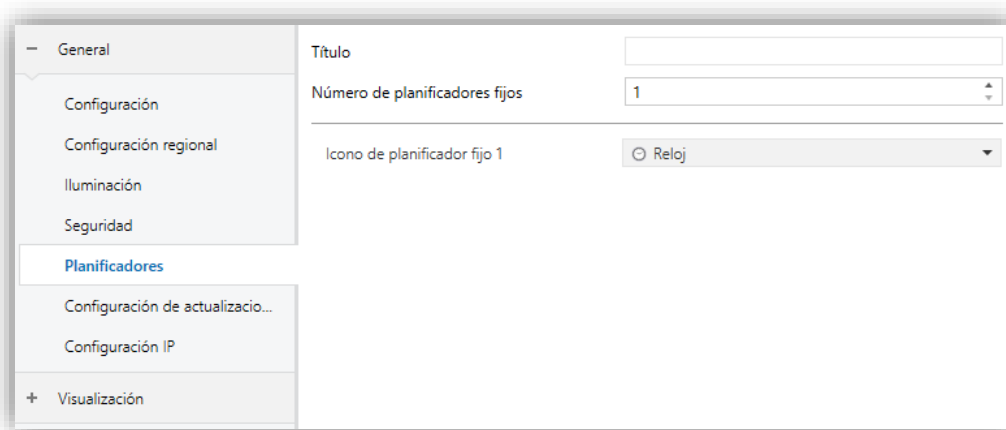 General
Configuración
Configuración regional
Iluminación
Seguridad
Planificadores
Configuración de actualizacio...
Configuración IP
Visualización
Título
Número de planificadores fijos
1
Icono de planificador fijo 1
Reloj